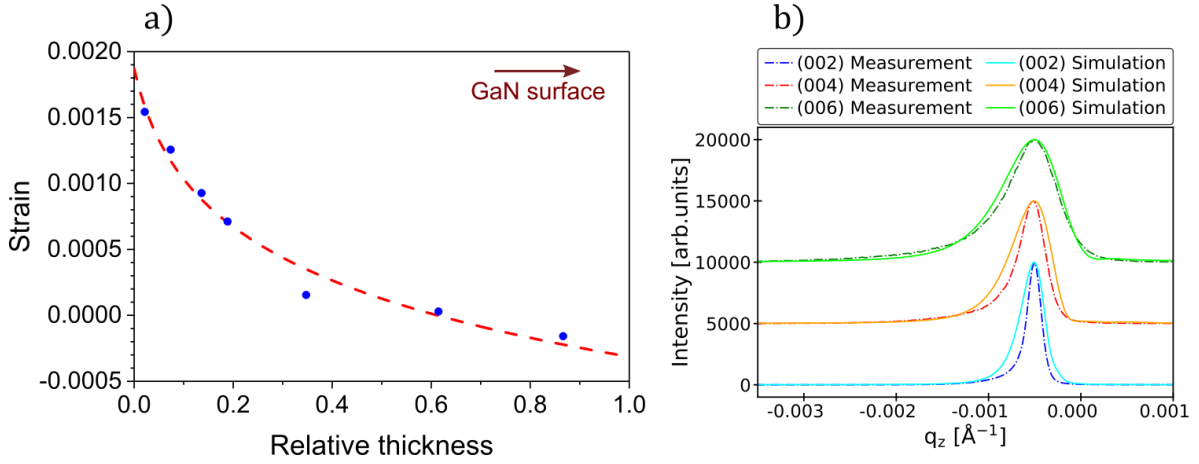 a)
0.0020
0.0015
0.0010
0.0005
0.0000
-0.0005
Strain
GaN surface
0.0 0.2 0.4 0.6 0.8 1.0
Relative thickness
b)
(002) Measurement (002) Simulation
(004) Measurement (004) Simulation
(006) Measurement (006) Simulation
20000
15000
10000
5000
0
Intensity [arb.units]
-0.003 -0.002 -0.001 0.000 0.001
q_z [Å⁻¹]